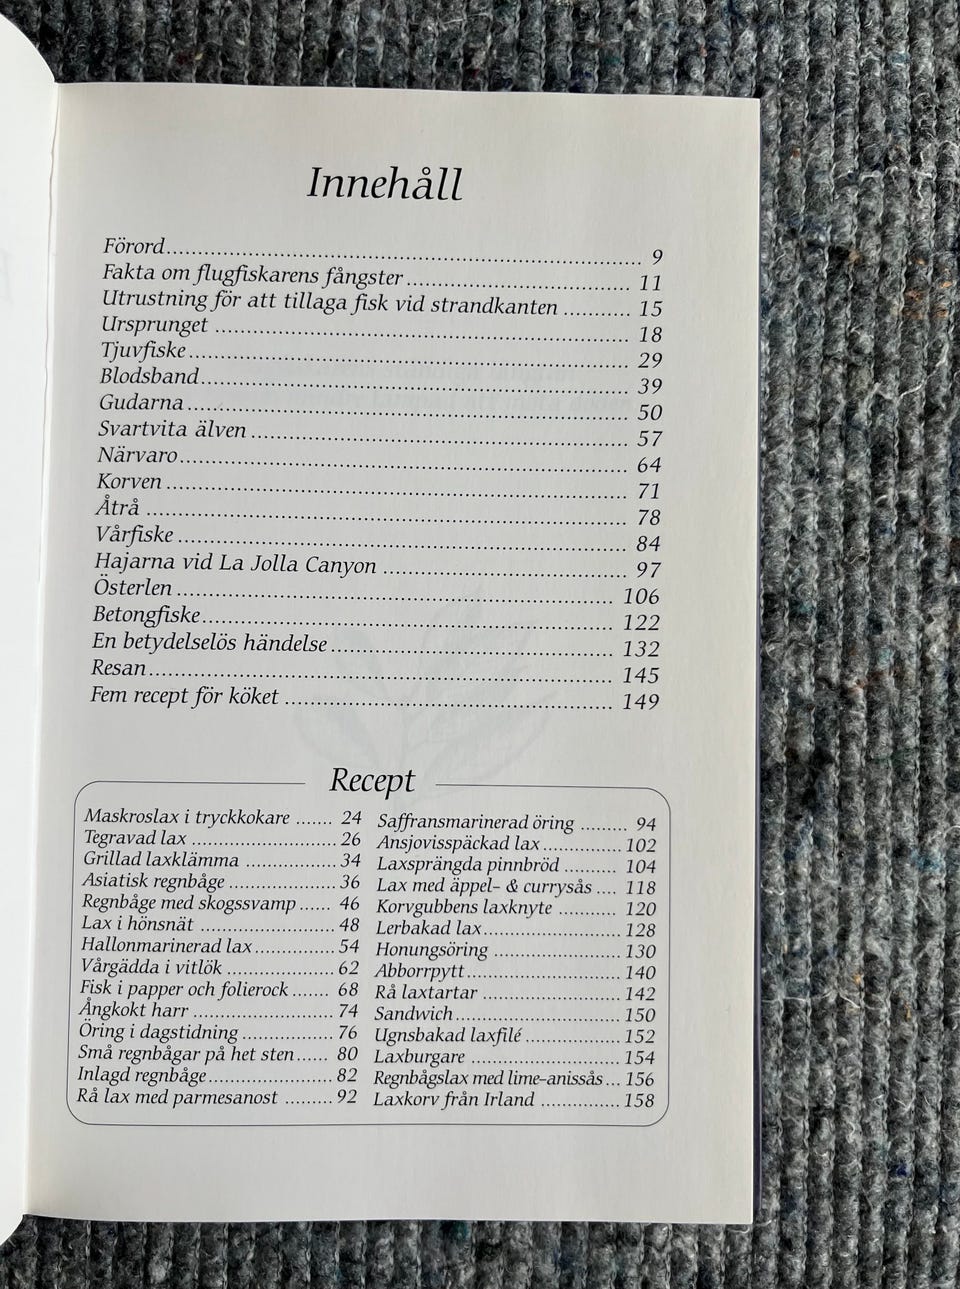 Innehåll
Förord........................................................................... 9
Fakta om flugfiskarens fångster.................................... 11
Utrustning för att tillaga fisk vid strandkanten ........... 15
Ursprunget ................................................................. 18
Tjuvfiske...................................................................... 29
Blodsband.................................................................... 39
Gudarna...................................................................... 50
Svartvita älven ............................................................ 57
Närvaro....................................................................... 64
Korven ......................................................................... 71
Åtrå ............................................................................. 78
Vårfiske ....................................................................... 84
Hajarna vid La Jolla Canyon ....................................... 97
Österlen ...................................................................... 106
Betongfiske.................................................................. 122
En betydelselös händelse............................................. 132
Resan.......................................................................... 145
Fem recept för köket .................................................... 149
Recept
Maskroslax i tryckkokare ....... 24
Tegravad lax ........................ 26
Grillad laxklämma ............... 34
Asiatisk regnbåge .................. 36
Regnbåge med skogssvamp...... 46
Lax i hönsnät ....................... 48
Hallonmarinerad lax.............. 54
Vårgädda i vitlök .................. 62
Fisk i papper och folierock....... 68
Ångkokt harr ....................... 74
Öring i dagstidning ............... 76
Små regnbågar på het sten...... 80
Inlagd regnbåge..................... 82
Rå lax med parmesanost ......... 92
Saffransmarinerad öring ........ 94
Ansjovisspäckad lax............. 102
Laxsprängda pinnbröd ......... 104
Lax med äpp­el- & currysås .... 118
Korvgubbens laxknyte .......... 120
Lerbakad lax....................... 128
Honungsöring ..................... 130
Abborrpytt.......................... 140
Rå laxtartar ....................... 142
Sandwich............................ 150
Ugnsbakad laxfilé ................ 152
Laxburgare ......................... 154
Regnbågslax med lime-anissås... 156
Laxkorv från Irland .............. 158